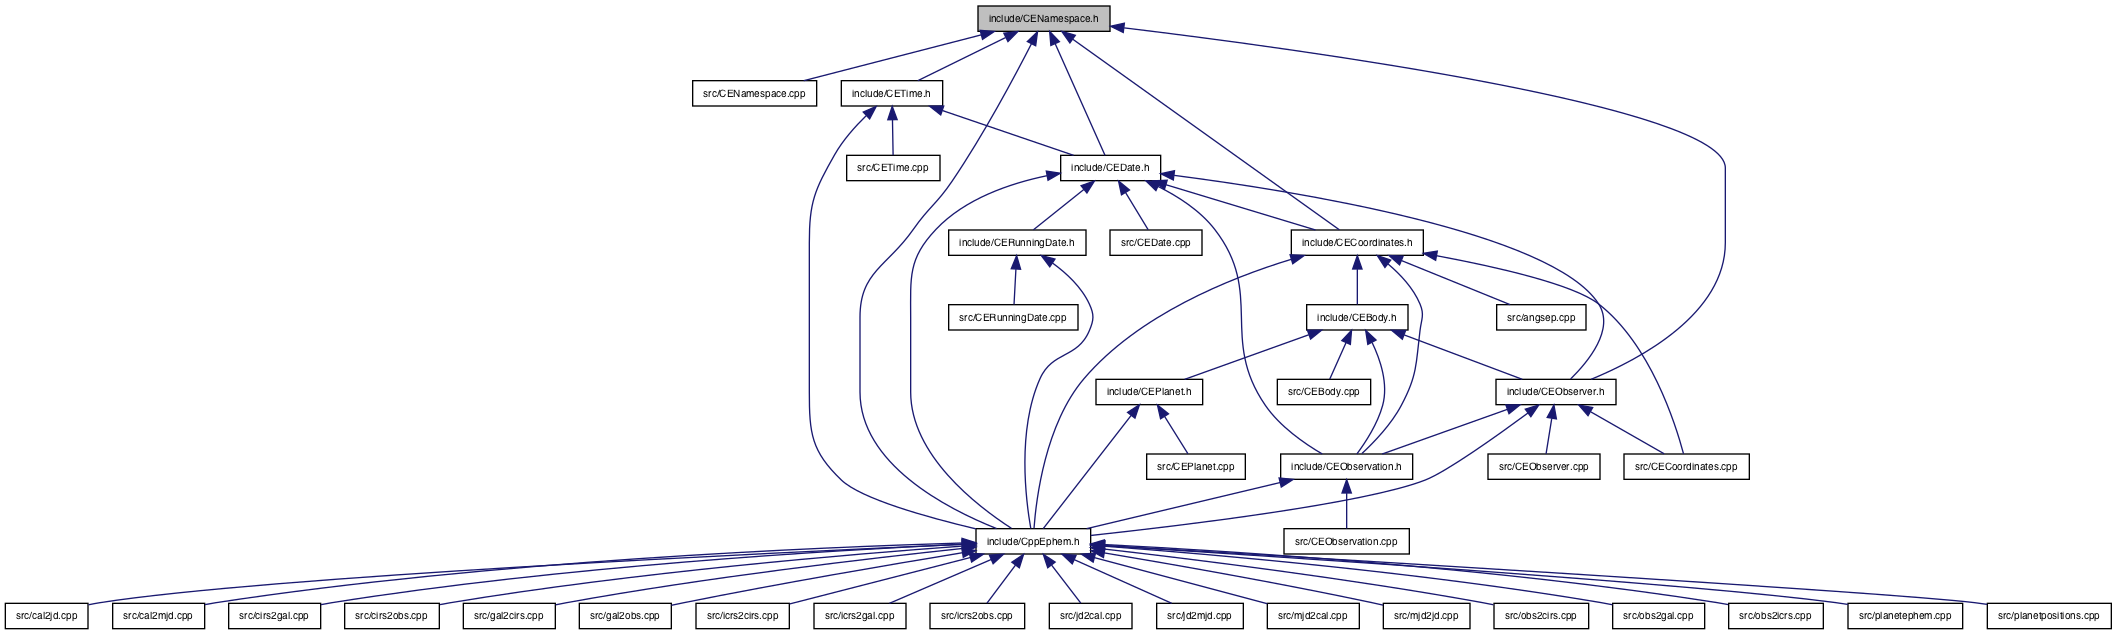 include/CENamespace.h
src/CENamespace.cpp
include/CETime.h
src/CETime.cpp
include/CEDate.h
include/CERunningDate.h
src/CEDate.cpp
include/CECoordinates.h
src/CERunningDate.cpp
include/CEBody.h
src/angsep.cpp
include/CEPlanet.h
src/CEBody.cpp
include/CEObserver.h
src/CEPlanet.cpp
include/CEObservation.h
src/CEObserver.cpp
src/CECoordinates.cpp
include/CppEphem.h
src/CEObservation.cpp
src/cal2jd.cpp
src/cal2mjd.cpp
src/cirs2gal.cpp
src/cirs2obs.cpp
src/gal2cirs.cpp
src/gal2obs.cpp
src/icrs2cirs.cpp
src/icrs2gal.cpp
src/icrs2obs.cpp
src/jd2cal.cpp
src/jd2mjd.cpp
src/mjd2cal.cpp
src/mjd2jd.cpp
src/obs2cirs.cpp
src/obs2gal.cpp
src/obs2icrs.cpp
src/planetephem.cpp
src/planetpositions.cpp